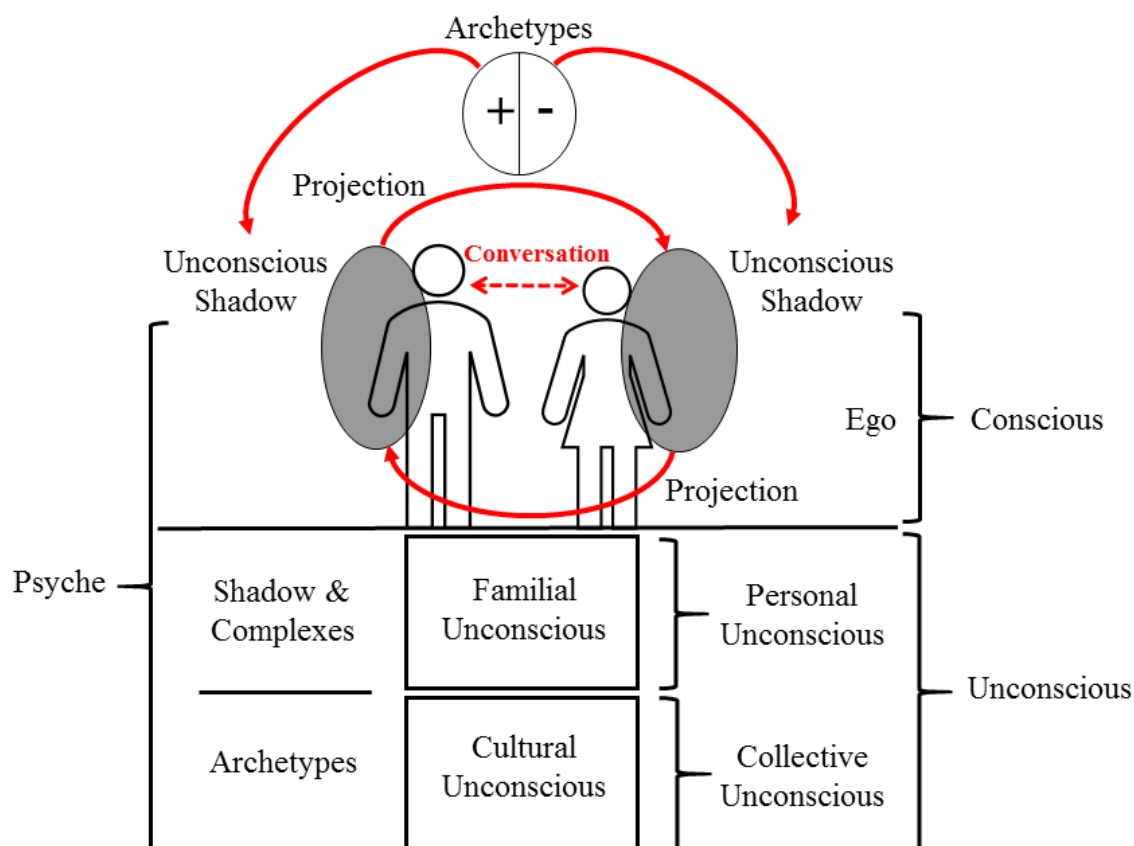 Archetypes
+ -
Projection
Unconscious
Shadow
Conversation
Unconscious
Shadow
Ego
Conscious
Projection
Psyche
Shadow &
Complexes
Familial
Unconscious
Personal
Unconscious
Unconscious
Archetypes
Cultural
Unconscious
Collective
Unconscious